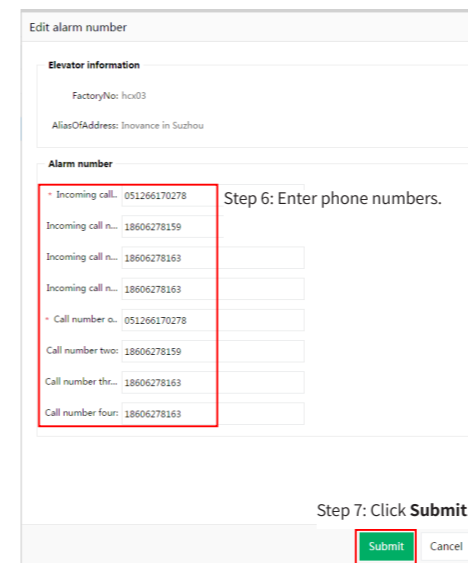 Edit alarm number
Elevator information
FactoryNo: hcx03
AliasOfAddress: Inovance in Suzhou
Alarm number
* Incoming call.. 051266170278
Step 6: Enter phone numbers.
Incoming call n... 18606278159
Incoming call n... 18606278163
Incoming call n... 18606278163
* Call number o.. 051266170278
Call number two: 18606278159
Call number thr... 18606278163
Call number four: 18606278163
Step 7: Click Submit
Submit Cancel